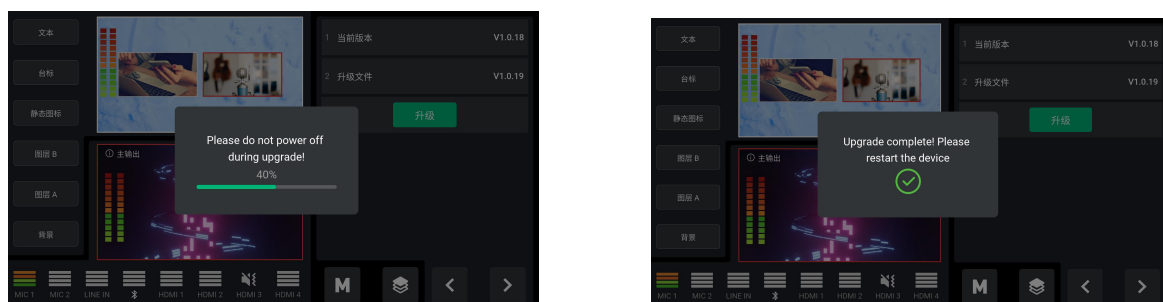 文本
台标
静态图标
图层 B
图层 A
背景
主输出
1 当前版本 V1.0.18
2 升级文件 V1.0.19
升级
Please do not power off
during upgrade!
40%
MIC 1 MIC 2 LINE IN HDMI 1 HDMI 2 HDMI 3 HDMI 4
M
文本
台标
静态图标
图层 B
图层 A
背景
主输出
1 当前版本 V1.0.18
2 升级文件 V1.0.19
升级
Upgrade complete! Please
restart the device
MIC 1 MIC 2 LINE IN HDMI 1 HDMI 2 HDMI 3 HDMI 4
M